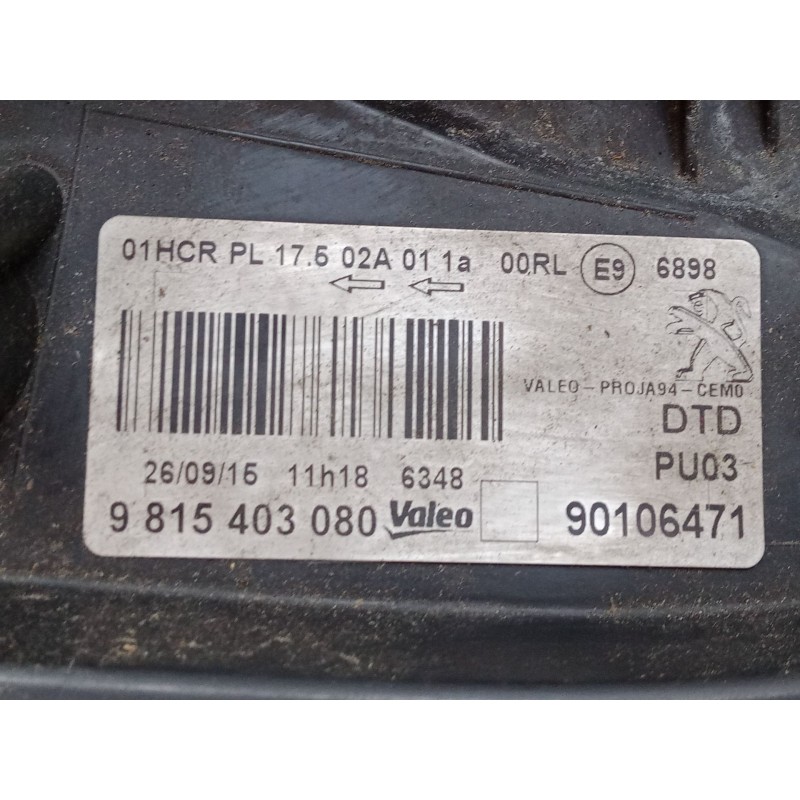 01HCR PL 17.5 02A 01 1a 00RL E9 6898
VALEO-PROJA94-CEM0
DTD
26/09/15 11h18 6348 PU03
9 815 403 080 Valeo 90106471